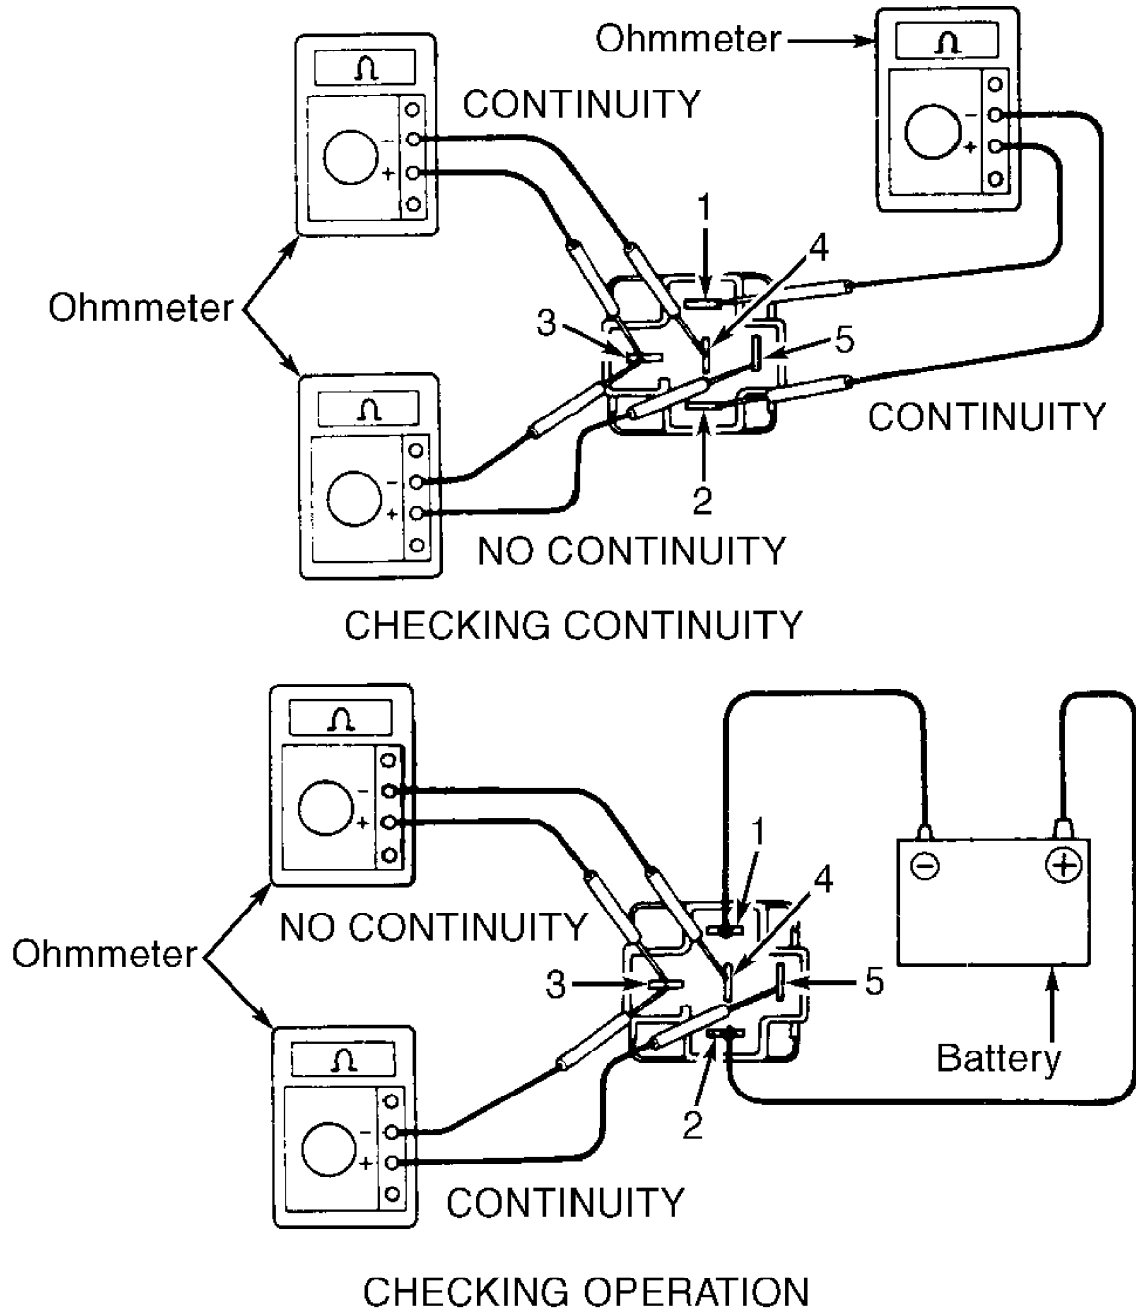 Ohmmeter
Ω
Ω
CONTINUITY
-
+
-
+
1
4
Ohmmeter
3
5
Ω
CONTINUITY
-
+
2
NO CONTINUITY
CHECKING CONTINUITY
Ω
-
+
1
4
- +
NO CONTINUITY
Ohmmeter
3
5
Ω
Battery
-
+
2
CONTINUITY
CHECKING OPERATION